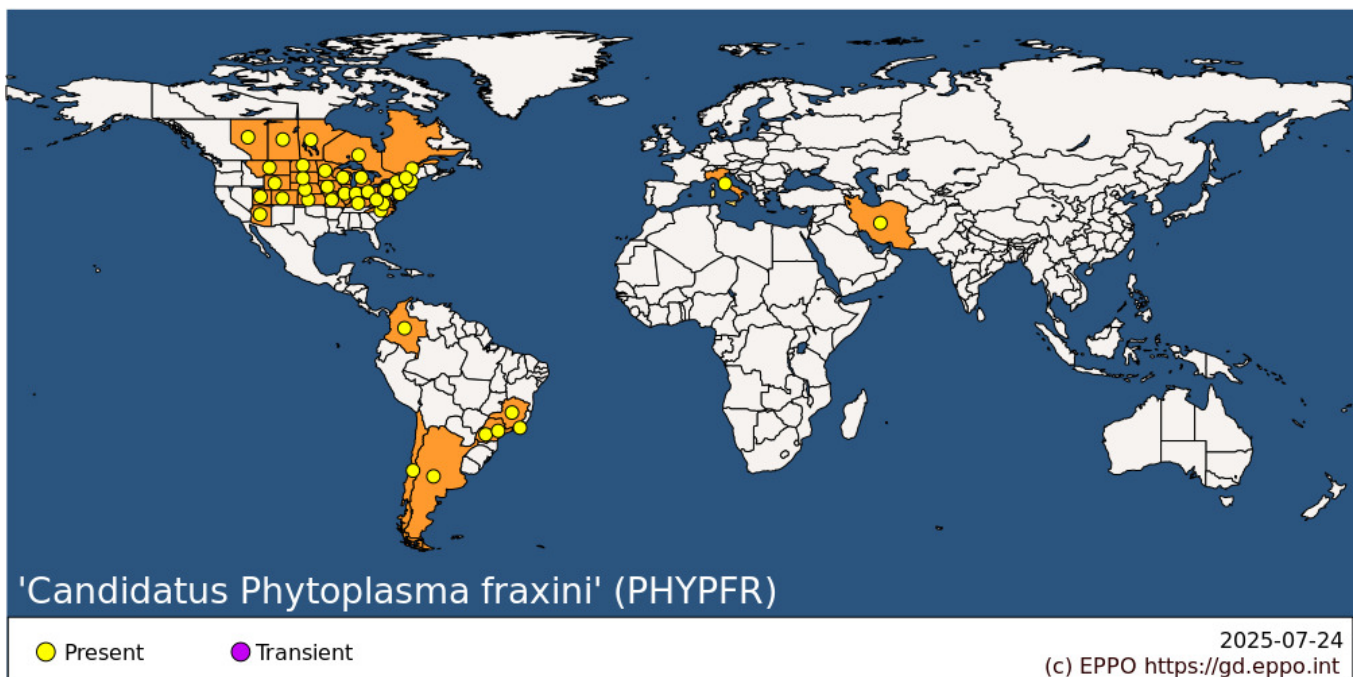 'Candidatus Phytoplasma fraxini' (PHYPFR)
Present
Transient
2025-07-24
(c) EPPO https://gd.eppo.int